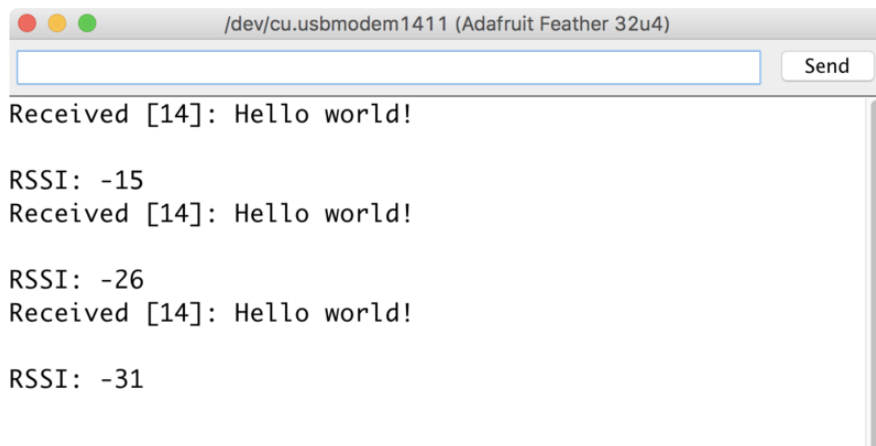 /dev/cu.usbmodem1411 (Adafruit Feather 32u4)
Send
Received [14]: Hello world!
RSSI: -15
Received [14]: Hello world!
RSSI: -26
Received [14]: Hello world!
RSSI: -31